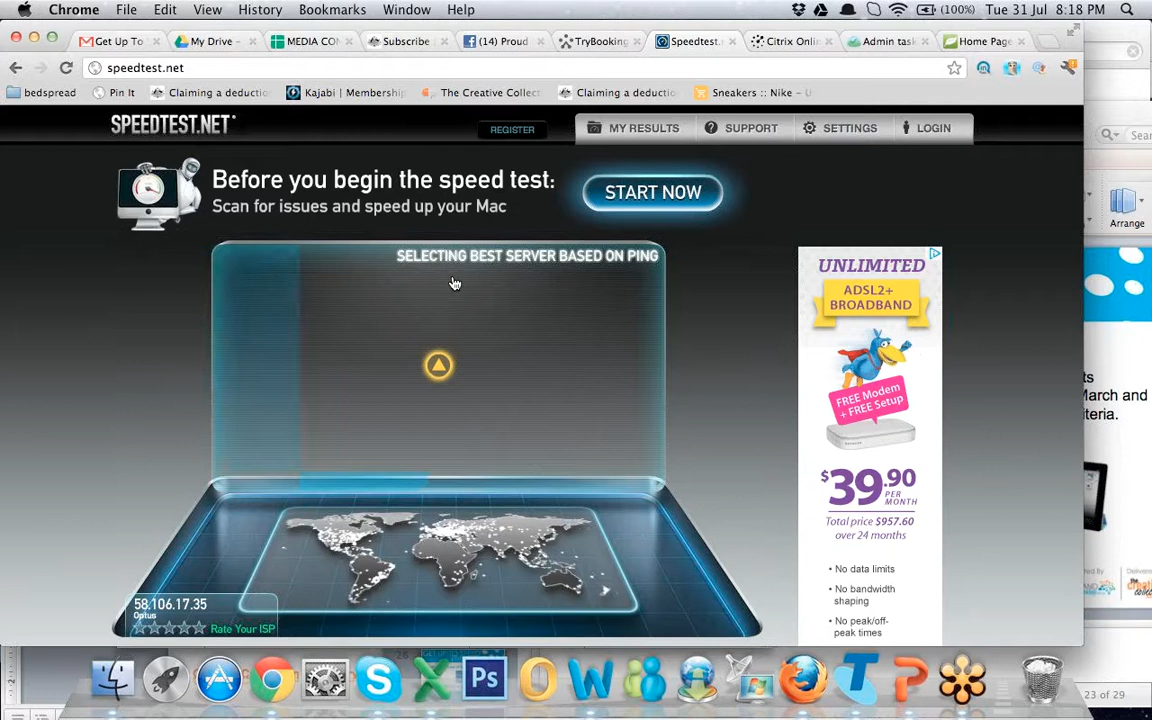 Chrome File Edit View History Bookmarks Window Help (100%) Tue 31 Jul 8:18 PM
Get Up To My Drive - MEDIA CON Subscribe (14) Proud TryBooking Speedtest. Citrix Onli Admin task Home Page
speedtest.net
bedspread Pin It Claiming a deductio Kajabi | Membership The Creative Collect Claiming a deductio Sneakers :: Nike -
SPEEDTEST.NET
REGISTER
MY RESULTS SUPPORT SETTINGS LOGIN
Before you begin the speed test:
Scan for issues and speed up your Mac
START NOW
Arrange
SELECTING BEST SERVER BASED ON PING
UNLIMITED
ADSL2+
BROADBAND
FREE Modem
+ FREE Setup
$39.90
PER
MONTH
Total price $957.60
over 24 months
• No data limits
• No bandwidth
shaping
• No peak/off-
peak times
March and
58.106.17.35
Optus
Rate Your ISP
Ps
23 of 29